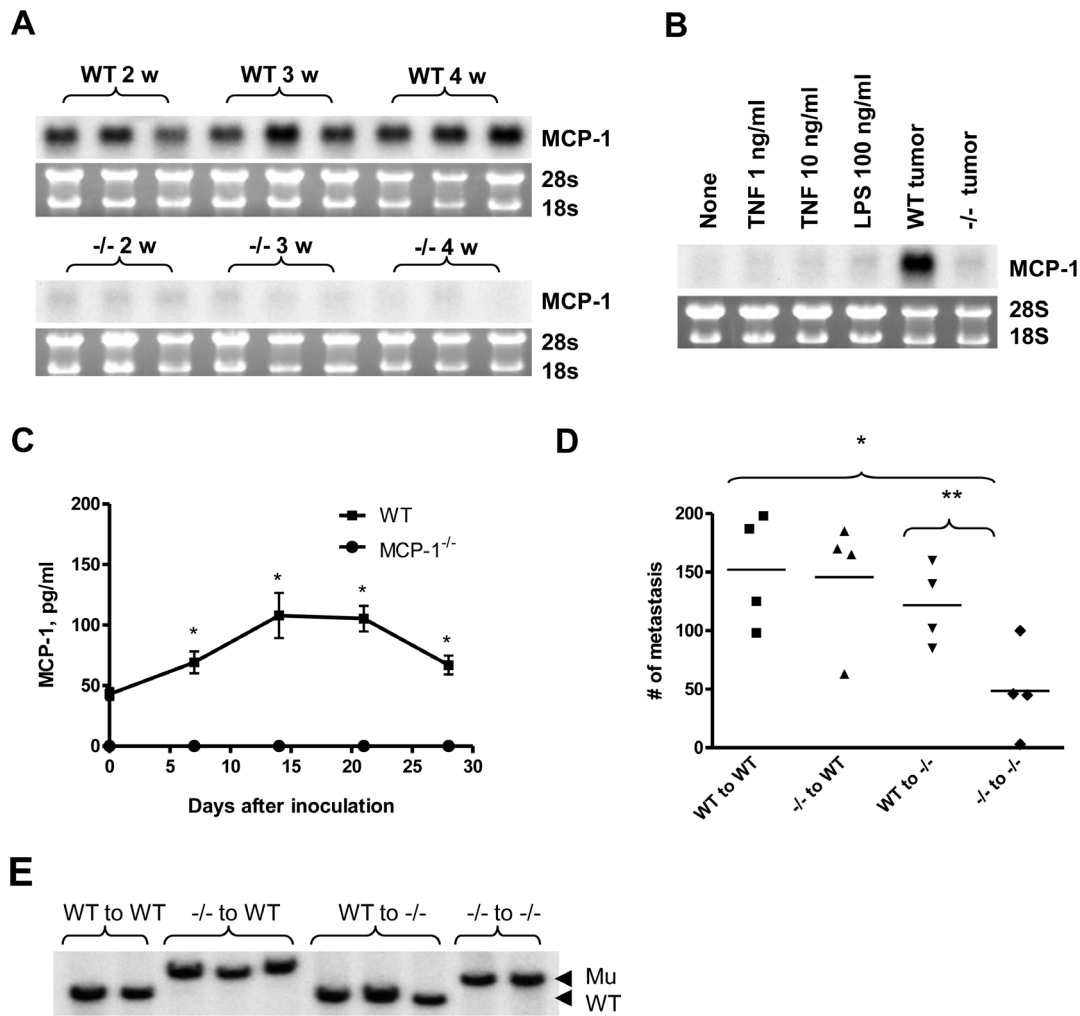 A
WT 2 w WT 3 w WT 4 w
MCP-1
28s
18s
-/- 2 w -/- 3 w -/- 4 w
MCP-1
28s
18s
B
None
TNF 1 ng/ml
TNF 10 ng/ml
LPS 100 ng/ml
WT tumor
-/- tumor
MCP-1
28S
18S
C
MCP-1, pg/ml
200
150
100
50
0
WT
MCP-1-/-
* * * *
0 5 10 15 20 25 30
Days after inoculation
D
*
**
# of metastasis
200
150
100
50
0
WT to WT
-/- to WT
WT to -/-
-/- to -/-
E
WT to WT -/- to WT WT to -/- -/- to -/-
Mu
WT